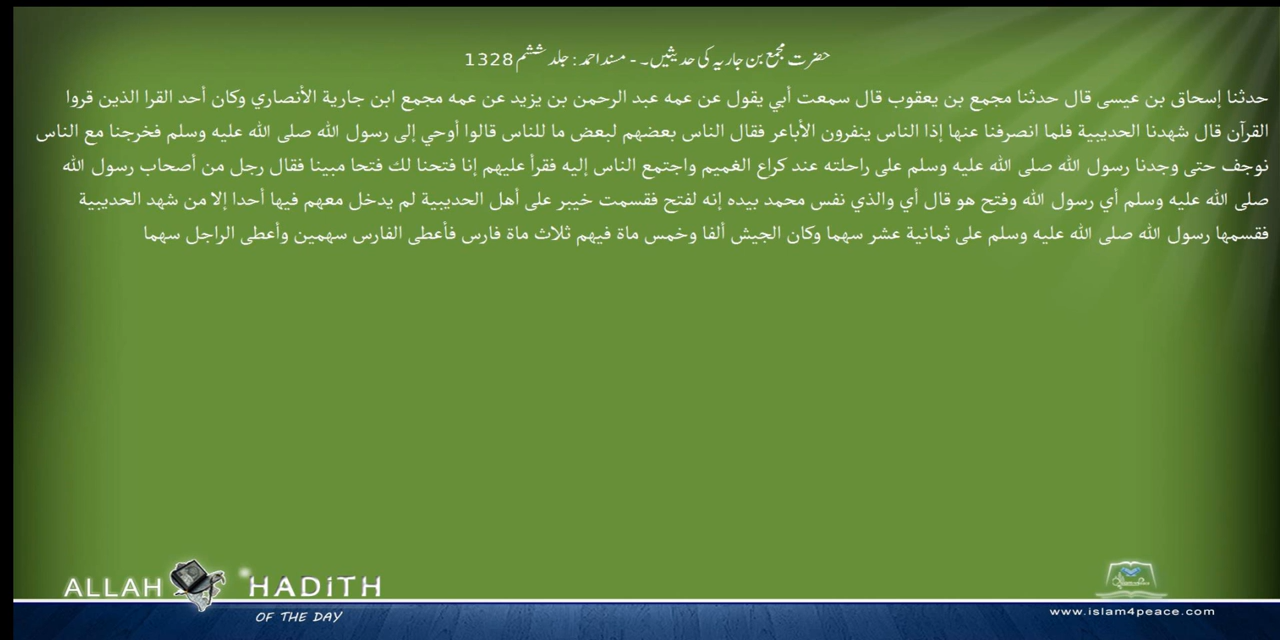 حضرت مجمع بن جاریہ کی حدیثیں۔ - مسند احمد: جلد ششم 1328
حدثنا إسحاق بن عيسى قال حدثنا مجمع بن يعقوب قال سمعت أبي يقول عن عمه عبد الرحمن بن يزيد عن عمه مجمع ابن جارية الأنصاري وكان أحد القرا الذين قروا
القرآن قال شهدنا الحديبية فلما انصرفنا عنها إذا الناس ينفرون الأباعر فقال الناس بعضهم لبعض ما للناس قالوا أوحي إلى رسول الله صلى الله عليه وسلم فخرجنا مع الناس
نوجف حتى وجدنا رسول الله صلى الله عليه وسلم على راحلته عند كراع الغميم واجتمع الناس إليه فقرأ عليهم إنا فتحنا لك فتحا مبينا فقال رجل من أصحاب رسول الله
صلى الله عليه وسلم أي رسول الله وفتح هو قال أي والذي نفس محمد بيده إنه لفتح فقسمت خيبر على أهل الحديبية لم يدخل معهم فيها أحدا إلا من شهد الحديبية
فقسمها رسول الله صلى الله عليه وسلم على ثمانية عشر سهما وكان الجيش ألفا وخمس ماة فيهم ثلاث ماة فارس فأعطى الفارس سهمين وأعطى الراجل سهما
ALLAH HADITH
OF THE DAY
www.islam4peace.com